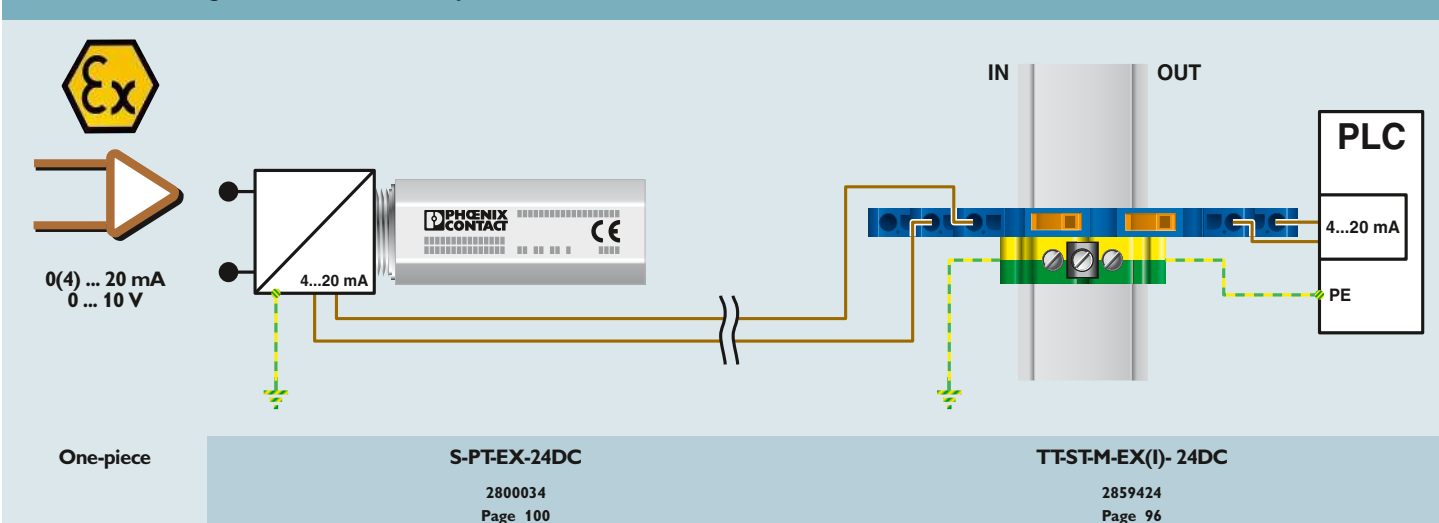 εx
IN
OUT
PLC
PHŒNIX
CONTACT
CE
0(4) ... 20 mA
0 ... 10 V
4...20 mA
4...20 mA
PE
One-piece
S-PT-EX-24DC
2800034
Page 100
TT-ST-M-EX(I)- 24DC
2859424
Page 96